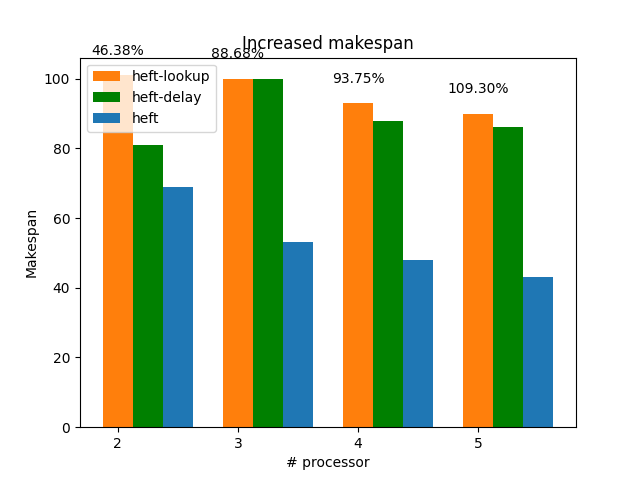 Increased makespan
46.38%
88.68%
93.75%
109.30%
heft-lookup
heft-delay
heft
100
80
60
40
20
0
Makespan
2
3
4
5
# processor